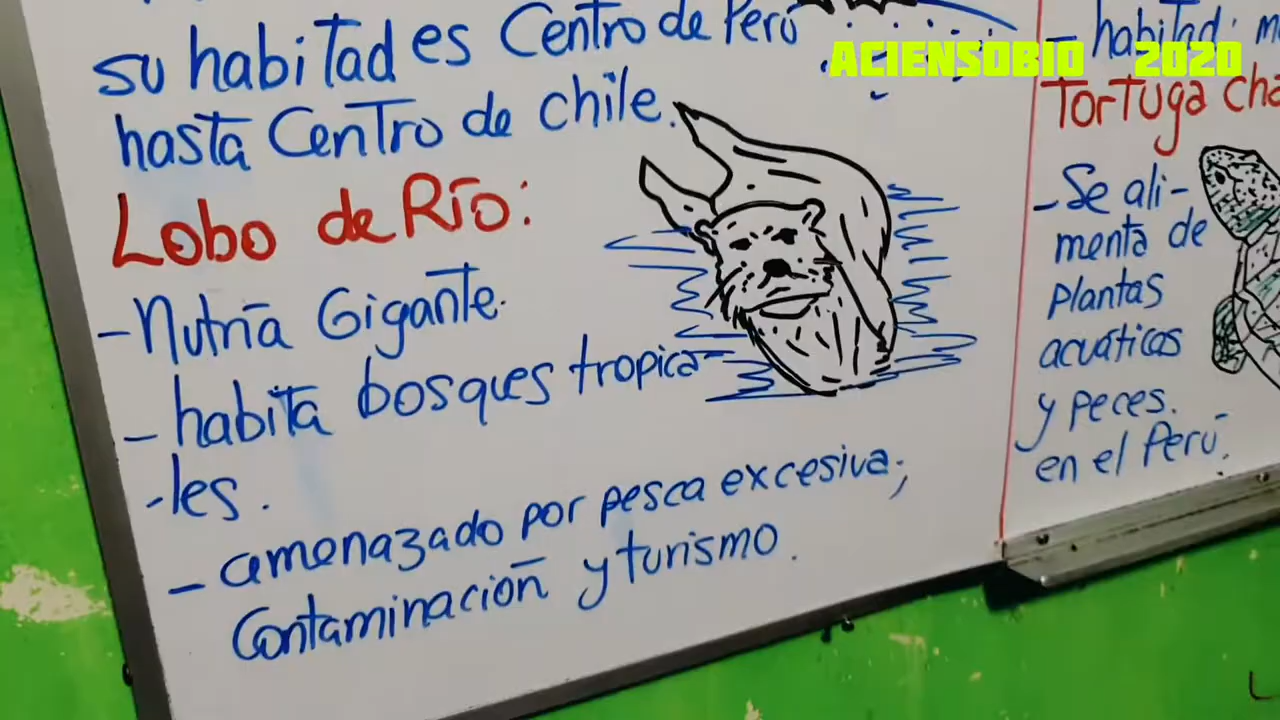 su habitad es Centro de Perú
hasta Centro de chile.
Lobo de Río:
- Nutria Gigante.
- habita bosques tropica-
-les.
- amenazado por pesca excesiva;
Contaminación y turismo.
ACIENSOBIO 2020
- habitad:
Tortuga
- Se ali-
menta de
plantas
acuáticas
y peces.
en el Perú.